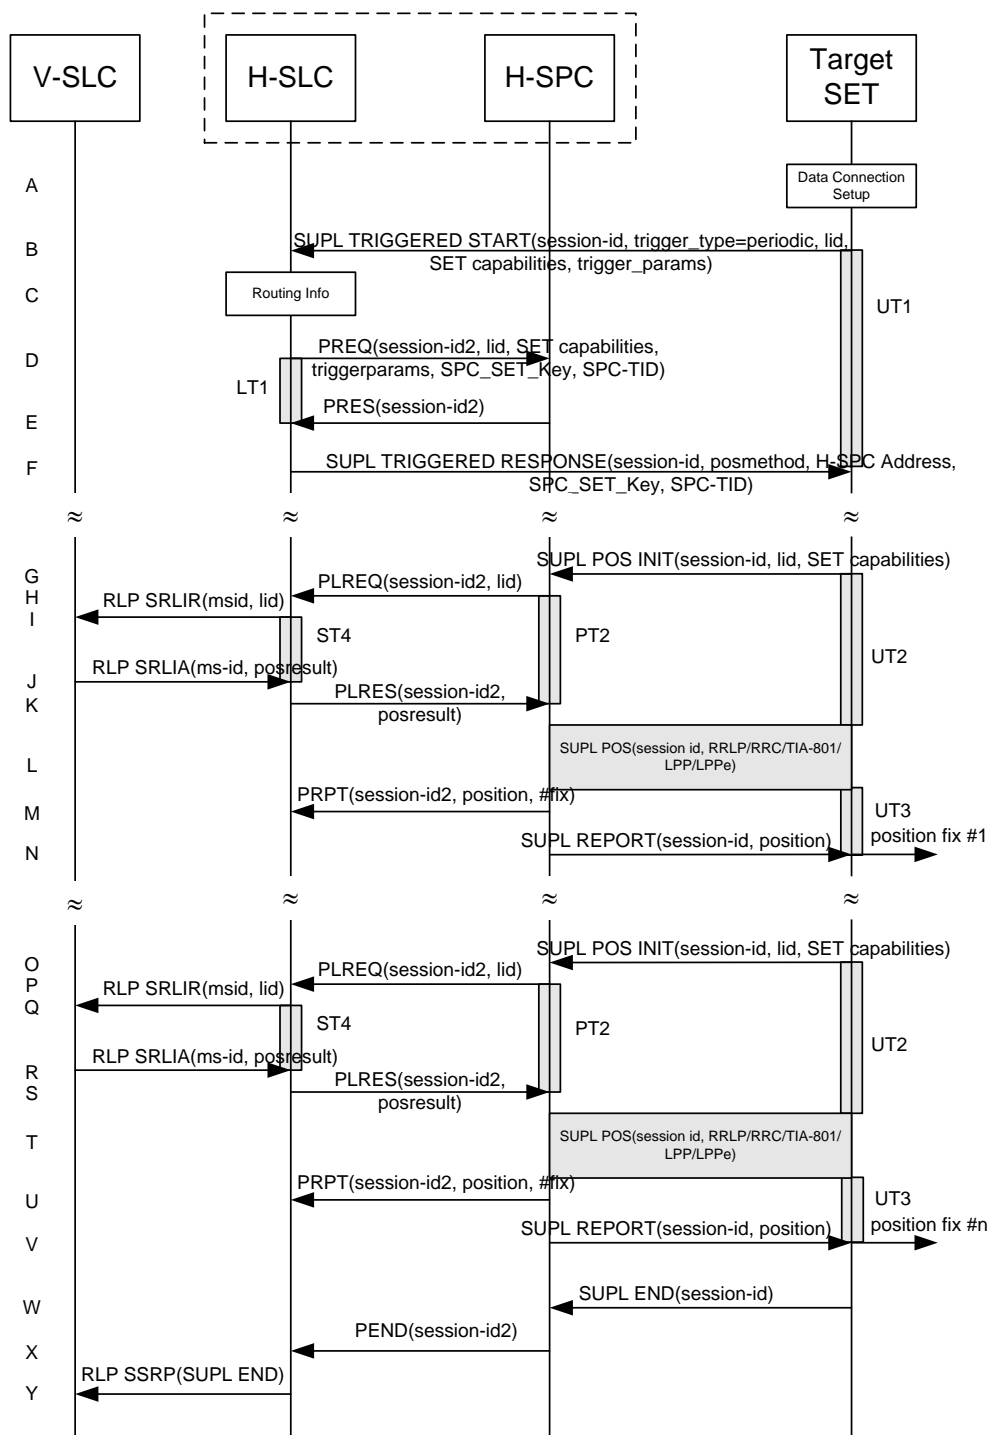 V-SLC
H-SLC
H-SPC
Target
SET
A
Data Connection
Setup
B
SUPL TRIGGERED START(session-id, trigger_type=periodic, lid,
SET capabilities, trigger_params)
C
Routing Info
UT1
D
PREQ(session-id2, lid, SET capabilities,
triggerparams, SPC_SET_Key, SPC-TID)
LT1
E
PRES(session-id2)
F
SUPL TRIGGERED RESPONSE(session-id, posmethod, H-SPC Address,
SPC_SET_Key, SPC-TID)
≈ ≈ ≈ ≈
SUPL POS INIT(session-id, lid, SET capabilities)
G
PLREQ(session-id2, lid)
H
RLP SRLIR(msid, lid)
I
ST4
PT2
UT2
RLP SRLIA(ms-id, posresult)
J
PLRES(session-id2,
posresult)
K
SUPL POS(session id, RRLP/RRC/TIA-801/
LPP/LPPe)
L
PRPT(session-id2, position, #fix)
M
UT3
SUPL REPORT(session-id, position)
position fix #1
N
≈ ≈ ≈ ≈
SUPL POS INIT(session-id, lid, SET capabilities)
O
PLREQ(session-id2, lid)
P
RLP SRLIR(msid, lid)
Q
ST4
PT2
UT2
RLP SRLIA(ms-id, posresult)
R
PLRES(session-id2,
posresult)
S
SUPL POS(session id, RRLP/RRC/TIA-801/
LPP/LPPe)
T
PRPT(session-id2, position, #fix)
U
UT3
SUPL REPORT(session-id, position)
position fix #n
V
SUPL END(session-id)
W
PEND(session-id2)
X
RLP SSRP(SUPL END)
Y